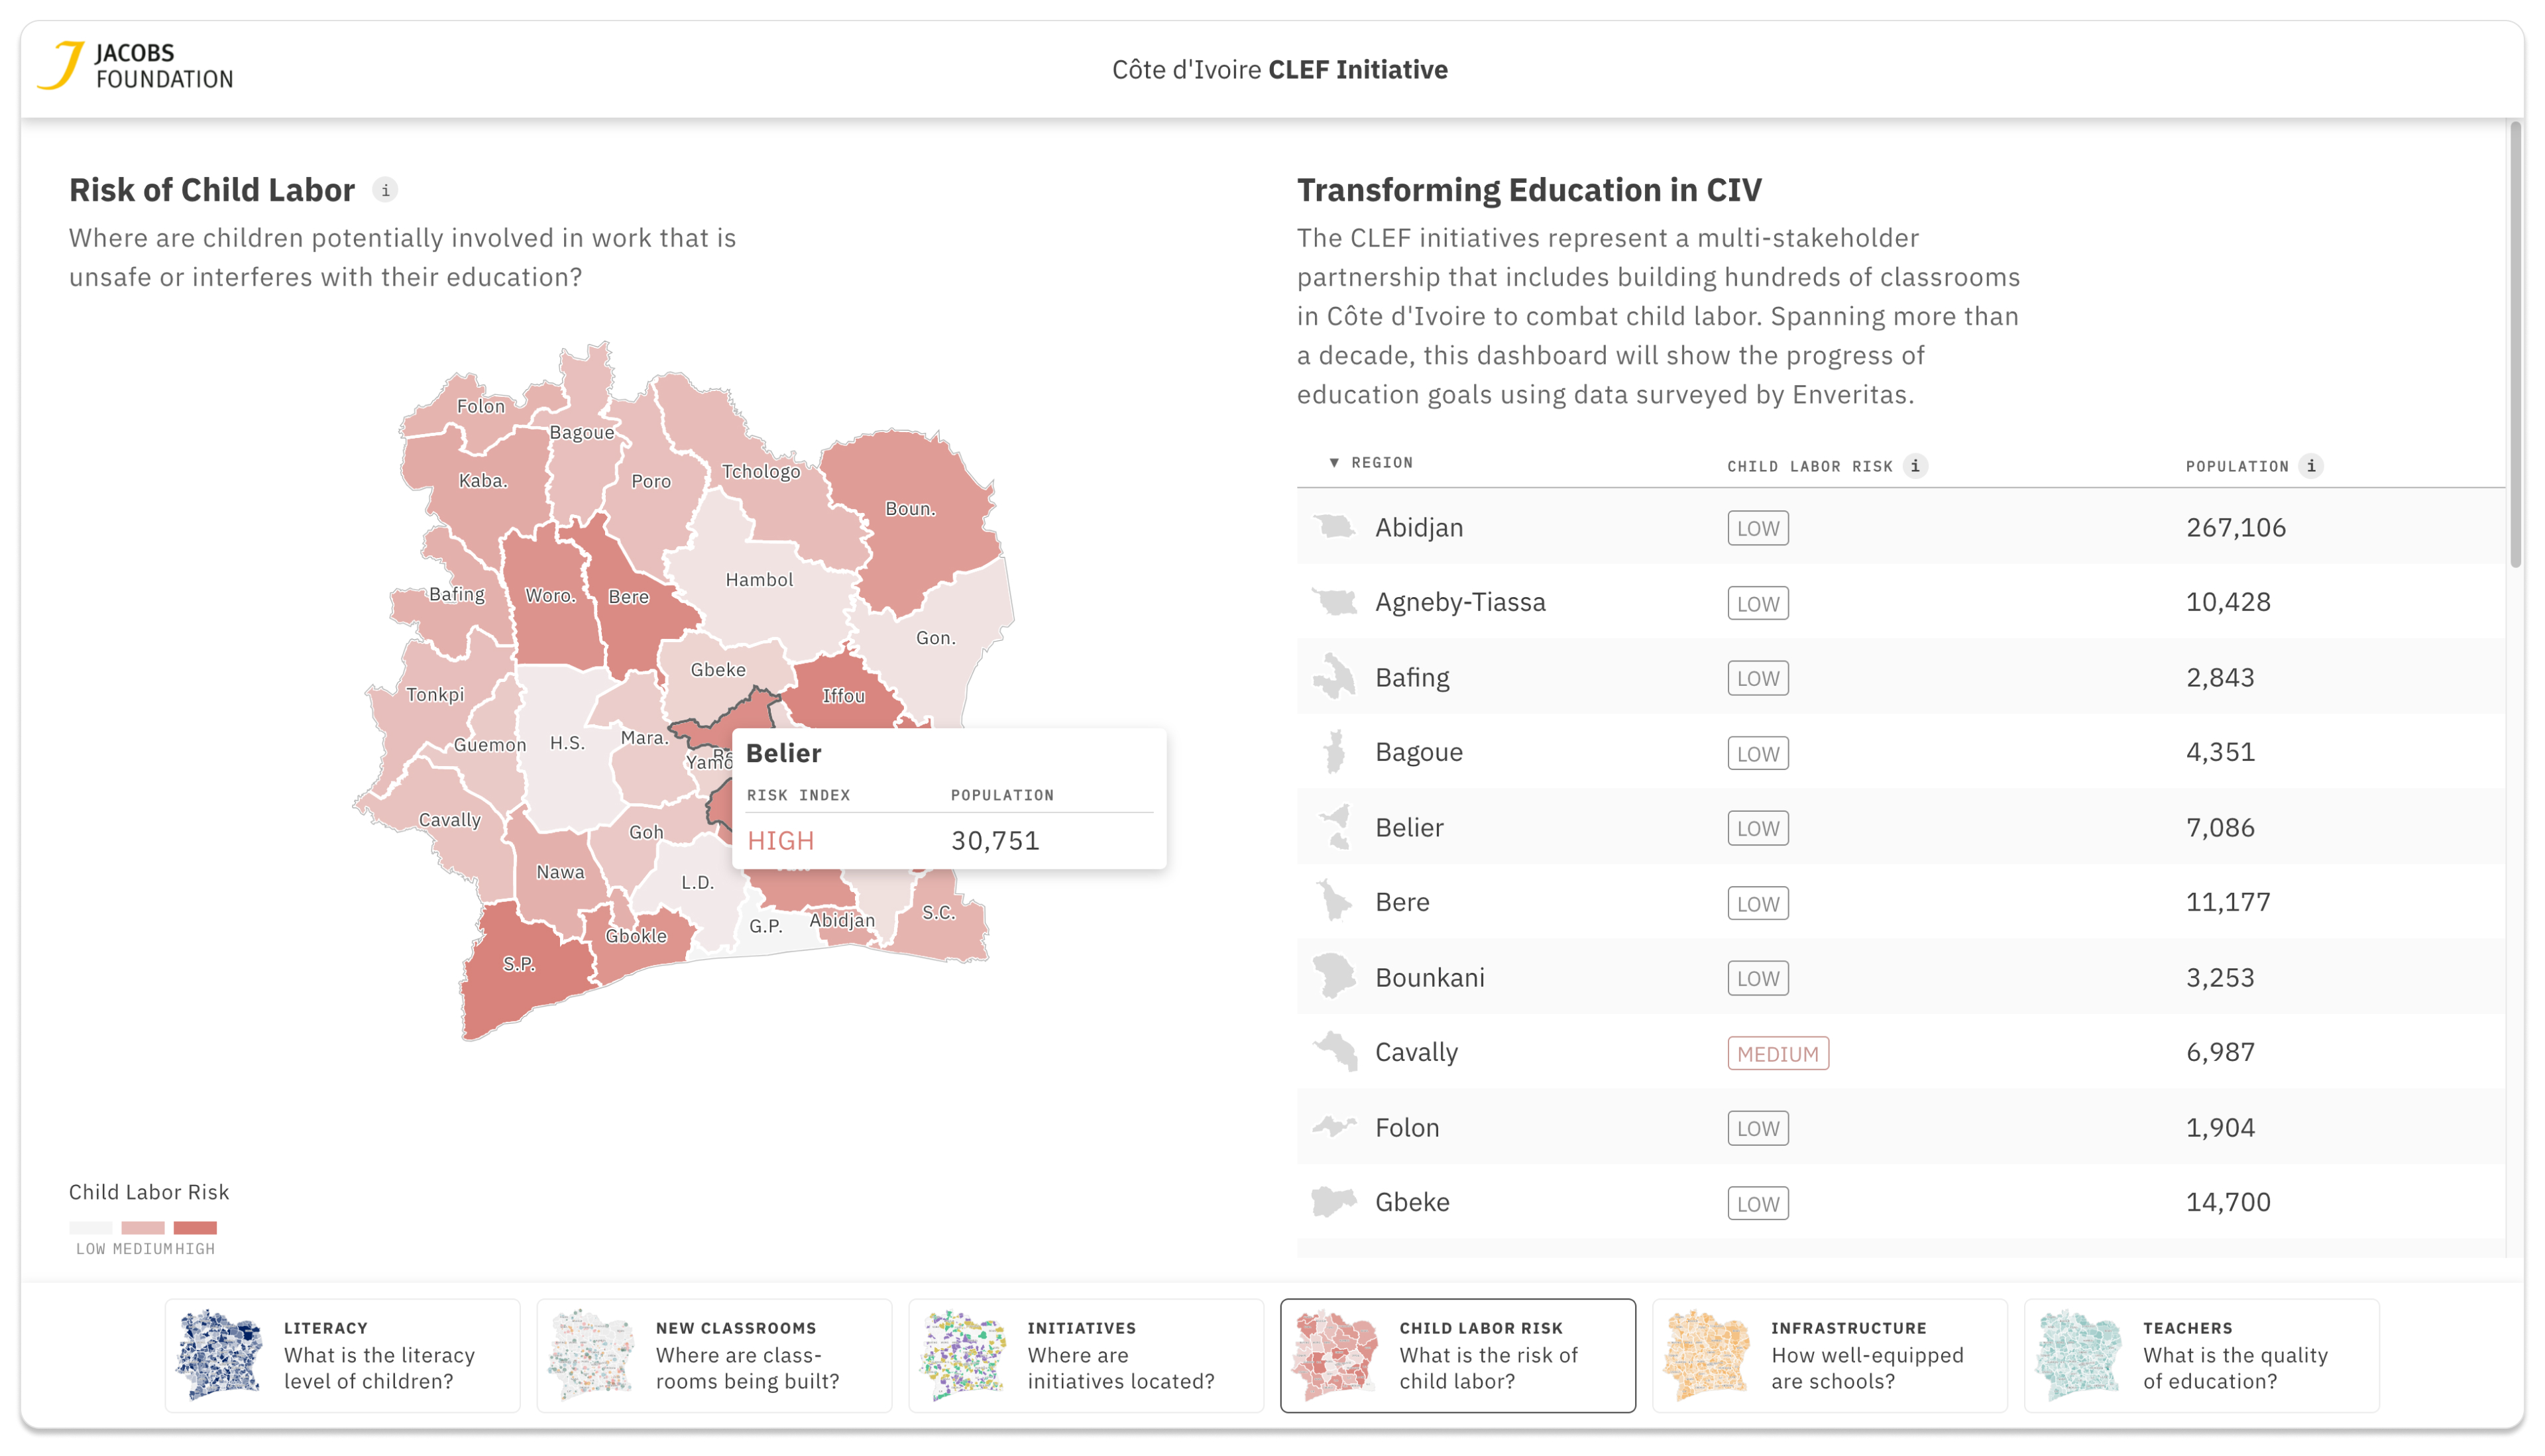 JACOBS
FOUNDATION
Côte d'Ivoire CLEF Initiative
Risk of Child Labor i
Where are children potentially involved in work that is
unsafe or interferes with their education?
Folon
Bagoue
Kaba.
Poro
Tchologo
Boun.
Hambol
Bafing
Woro.
Bere
Gon.
Gbeke
Tonkpi
Iffou
Guemon
H.S.
Mara.
Cavally
Goh
Nawa
L.D.
G.P.
Abidjan
S.C.
Gbokle
S.P.
Belier
RISK INDEX POPULATION
HIGH 30,751
Child Labor Risk
LOW MEDIUM HIGH
Transforming Education in CIV
The CLEF initiatives represent a multi-stakeholder
partnership that includes building hundreds of classrooms
in Côte d'Ivoire to combat child labor. Spanning more than
a decade, this dashboard will show the progress of
education goals using data surveyed by Enveritas.
▼ REGION CHILD LABOR RISK i POPULATION i
Abidjan LOW 267,106
Agneby-Tiassa LOW 10,428
Bafing LOW 2,843
Bagoue LOW 4,351
Belier LOW 7,086
Bere LOW 11,177
Bounkani LOW 3,253
Cavally MEDIUM 6,987
Folon LOW 1,904
Gbeke LOW 14,700
LITERACY
What is the literacy
level of children?
NEW CLASSROOMS
Where are class-
rooms being built?
INITIATIVES
Where are
initiatives located?
CHILD LABOR RISK
What is the risk of
child labor?
INFRASTRUCTURE
How well-equipped
are schools?
TEACHERS
What is the quality
of education?